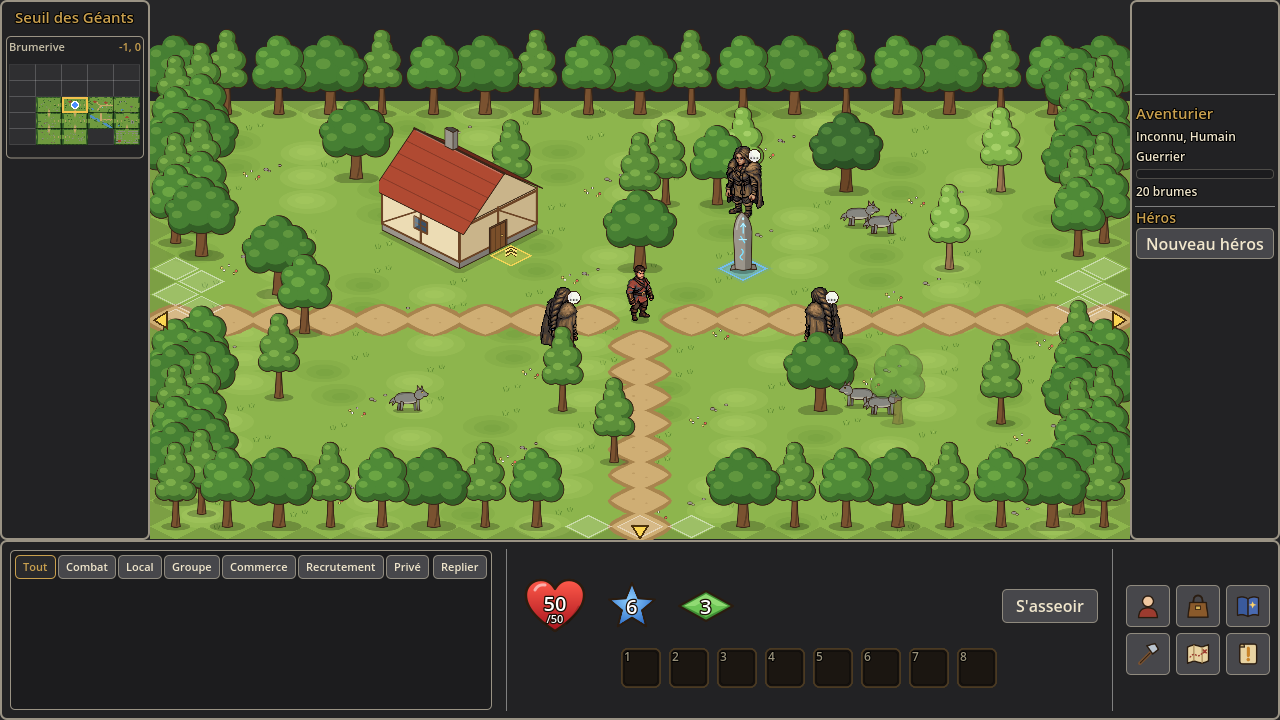 Seuil des Géants
Brumerive -1, 0
Aventurier
Inconnu, Humain
Guerrier
20 brumes
Héros
Nouveau héros
Tout Combat Local Groupe Commerce Recrutement Privé Replier
50
/50
6
3
S'asseoir
1 2 3 4 5 6 7 8